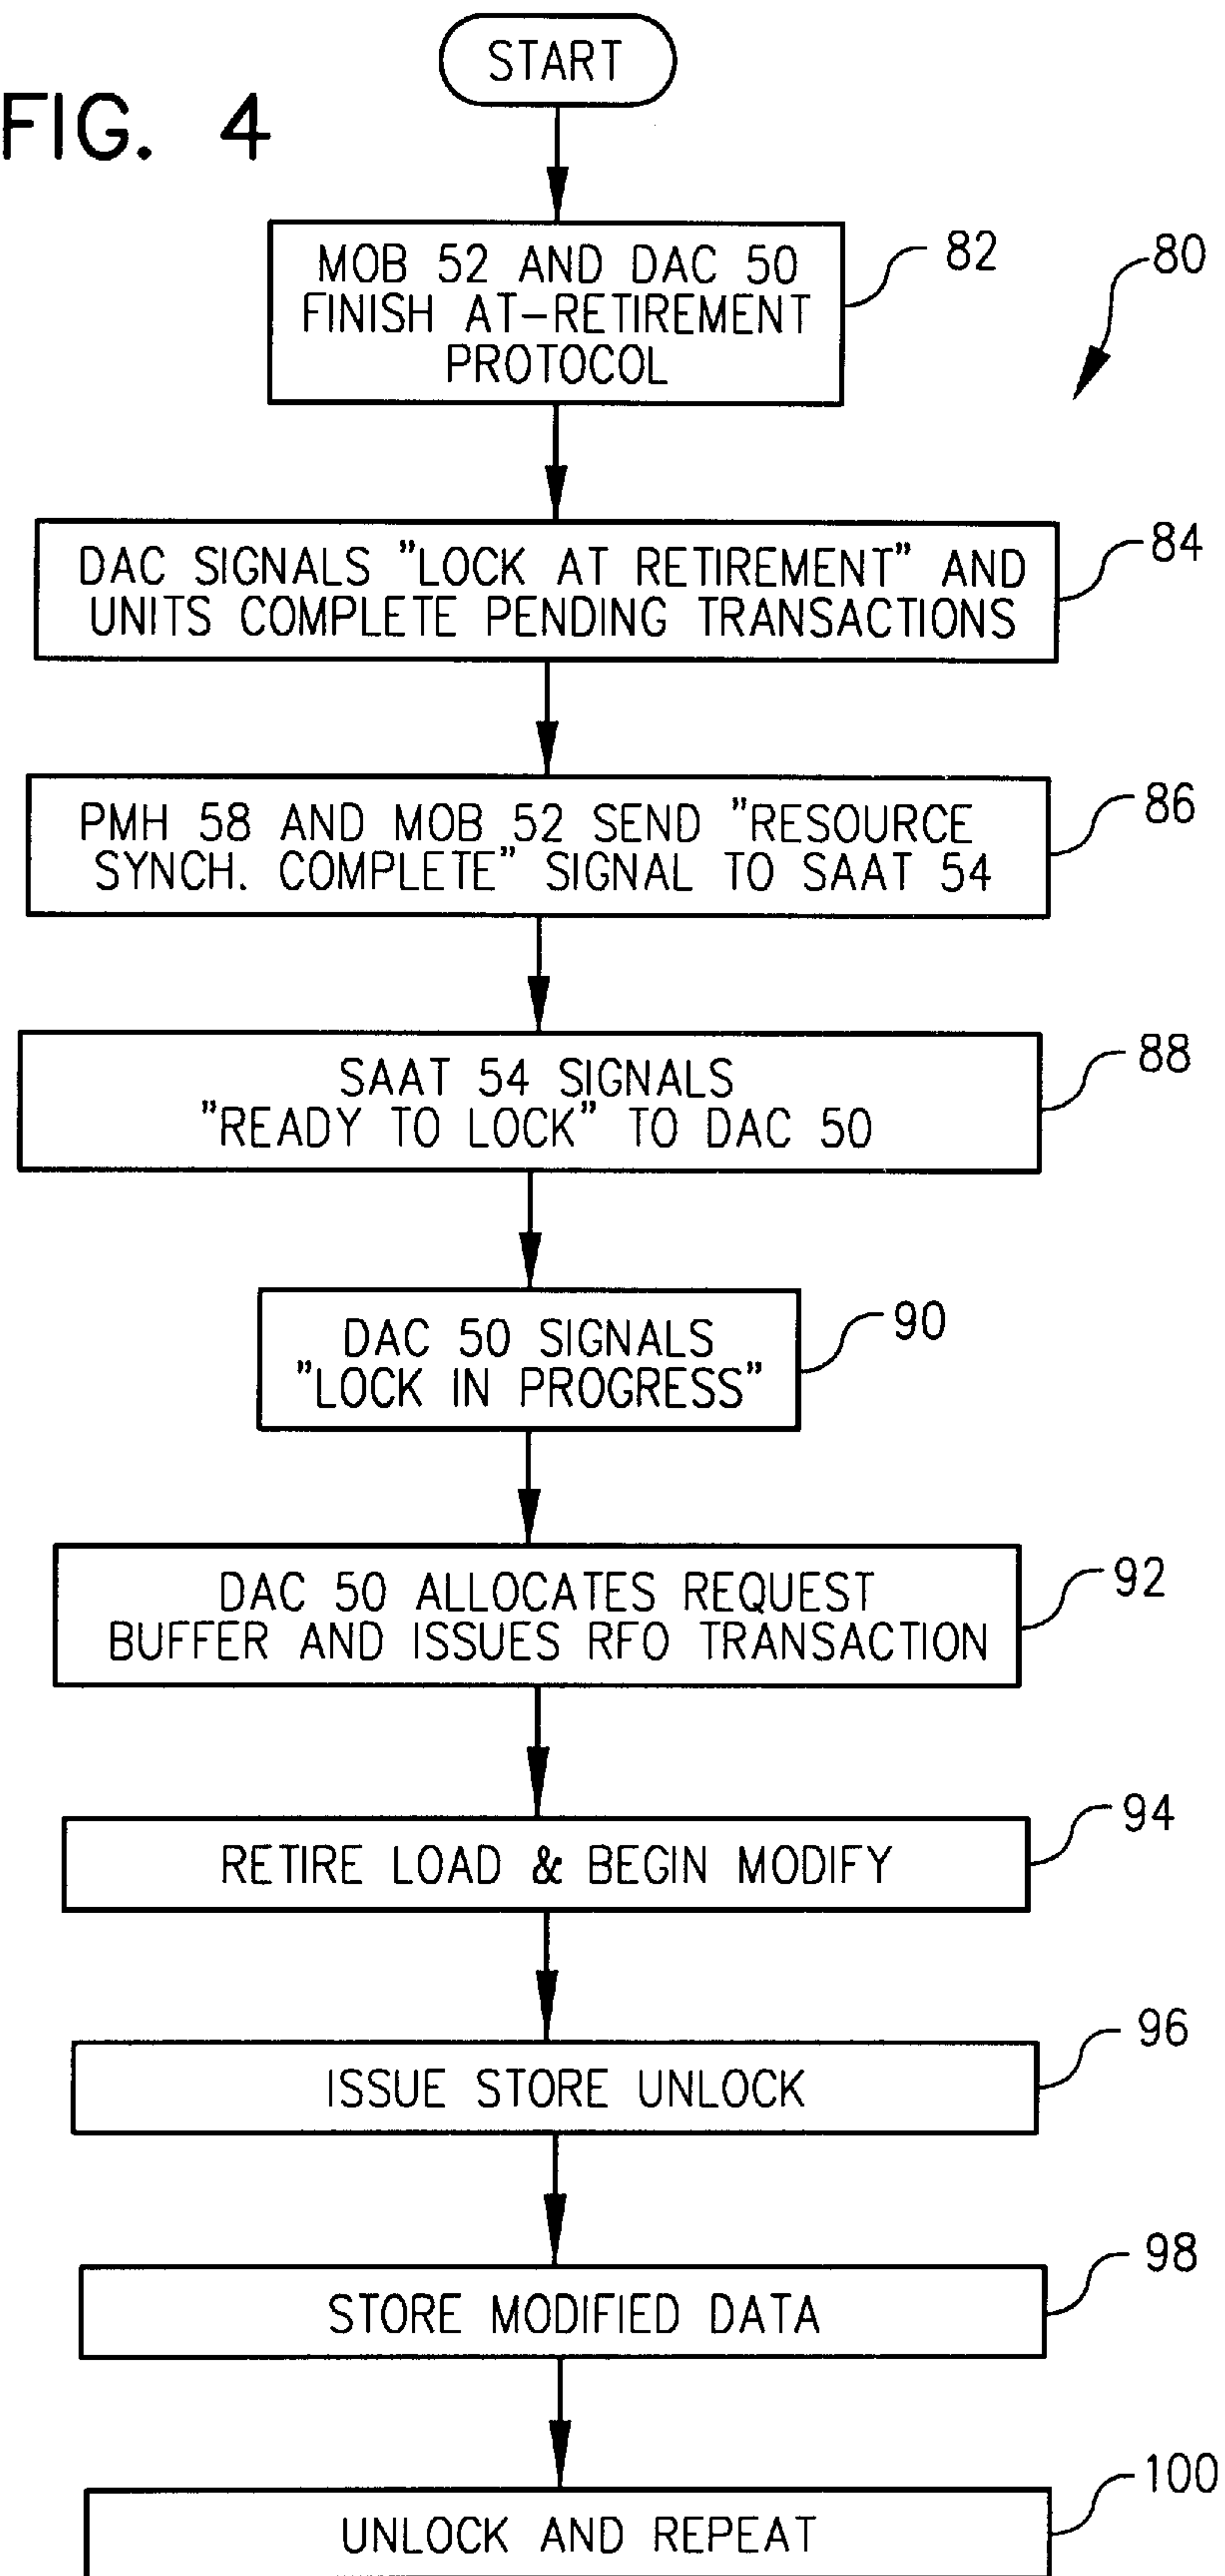 START
FIG. 4
MOB 52 AND DAC 50
FINISH AT-RETIREMENT
PROTOCOL
82
80
DAC SIGNALS "LOCK AT RETIREMENT" AND
UNITS COMPLETE PENDING TRANSACTIONS
84
PMH 58 AND MOB 52 SEND "RESOURCE
SYNCH. COMPLETE" SIGNAL TO SAAT 54
86
SAAT 54 SIGNALS
"READY TO LOCK" TO DAC 50
88
DAC 50 SIGNALS
"LOCK IN PROGRESS"
90
DAC 50 ALLOCATES REQUEST
BUFFER AND ISSUES RFO TRANSACTION
92
RETIRE LOAD & BEGIN MODIFY
94
ISSUE STORE UNLOCK
96
STORE MODIFIED DATA
98
UNLOCK AND REPEAT
100